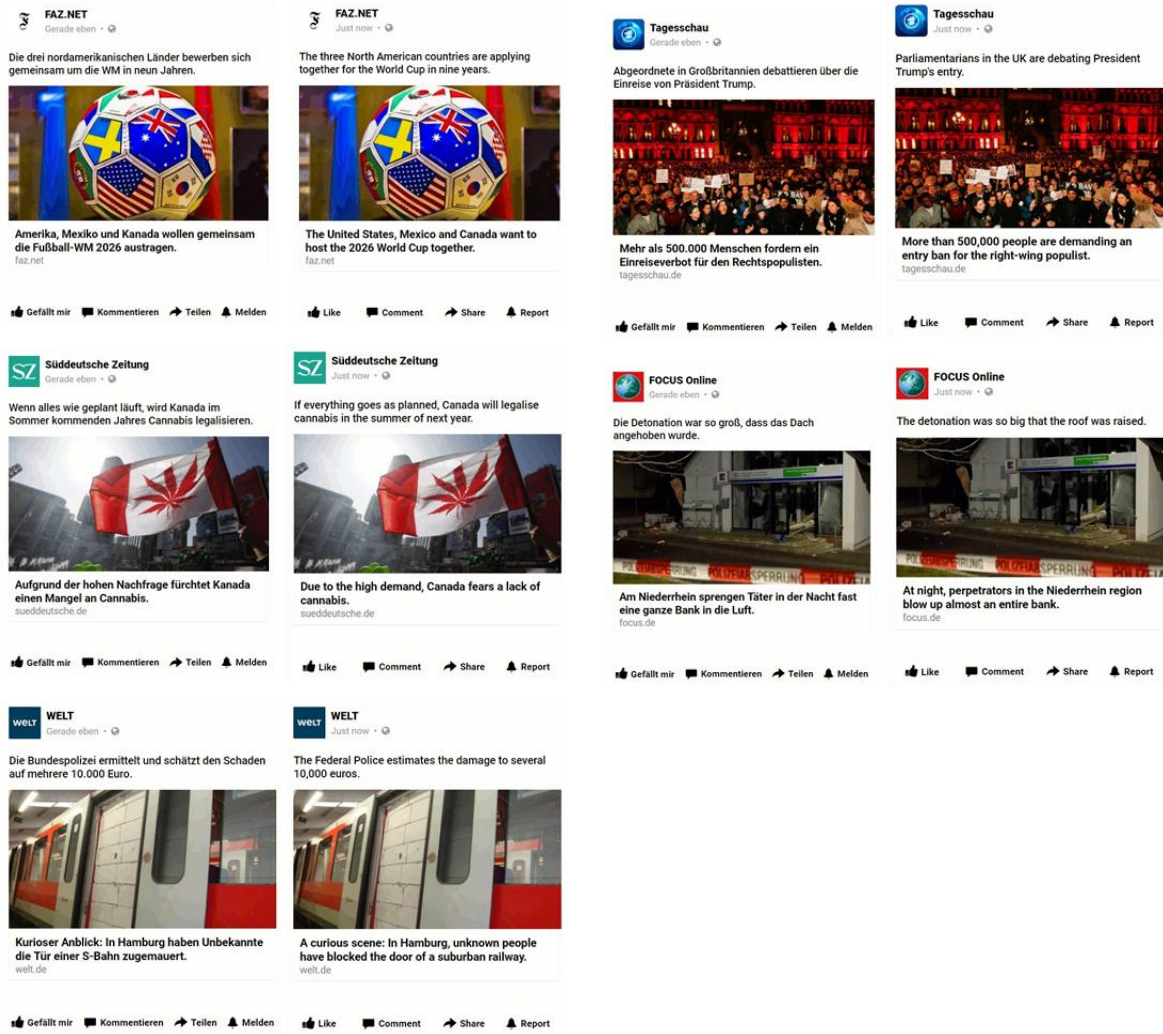 FAZ.NET
Gerade eben •
Die drei nordamerikanischen Länder bewerben sich
gemeinsam um die WM in neun Jahren.
Amerika, Mexiko und Kanada wollen gemeinsam
die Fußball-WM 2026 austragen.
faz.net
Gefällt mir Kommentieren Teilen Melden
FAZ.NET
Just now •
The three North American countries are applying
together for the World Cup in nine years.
The United States, Mexico and Canada want to
host the 2026 World Cup together.
faz.net
Like Comment Share Report
Tagesschau
Gerade eben •
Abgeordnete in Großbritannien debattieren über die
Einreise von Präsident Trump.
Mehr als 500.000 Menschen fordern ein
Einreiseverbot für den Rechtspopulisten.
tagesschau.de
Gefällt mir Kommentieren Teilen Melden
Tagesschau
Just now •
Parliamentarians in the UK are debating President
Trump's entry.
More than 500,000 people are demanding an
entry ban for the right-wing populist.
tagesschau.de
Like Comment Share Report
SZ
Süddeutsche Zeitung
Gerade eben •
Wenn alles wie geplant läuft, wird Kanada im
Sommer kommenden Jahres Cannabis legalisieren.
Aufgrund der hohen Nachfrage fürchtet Kanada
einen Mangel an Cannabis.
sueddeutsche.de
Gefällt mir Kommentieren Teilen Melden
SZ
Süddeutsche Zeitung
Just now •
If everything goes as planned, Canada will legalise
cannabis in the summer of next year.
Due to the high demand, Canada fears a lack of
cannabis.
sueddeutsche.de
Like Comment Share Report
FOCUS Online
Gerade eben •
Die Detonation war so groß, dass das Dach
angehoben wurde.
POLIZEIABSPERRUNG
Am Niederrhein sprengen Täter in der Nacht fast
eine ganze Bank in die Luft.
focus.de
Gefällt mir Kommentieren Teilen Melden
FOCUS Online
Just now •
The detonation was so big that the roof was raised.
POLIZEIABSPERRUNG
At night, perpetrators in the Niederrhein region
blow up almost an entire bank.
focus.de
Like Comment Share Report
WELT
WELT
Gerade eben •
Die Bundespolizei ermittelt und schätzt den Schaden
auf mehrere 10.000 Euro.
Kurioser Anblick: In Hamburg haben Unbekannte
die Tür einer S-Bahn zugemauert.
welt.de
Gefällt mir Kommentieren Teilen Melden
WELT
WELT
Just now •
The Federal Police estimates the damage to several
10,000 euros.
A curious scene: In Hamburg, unknown people
have blocked the door of a suburban railway.
welt.de
Like Comment Share Report